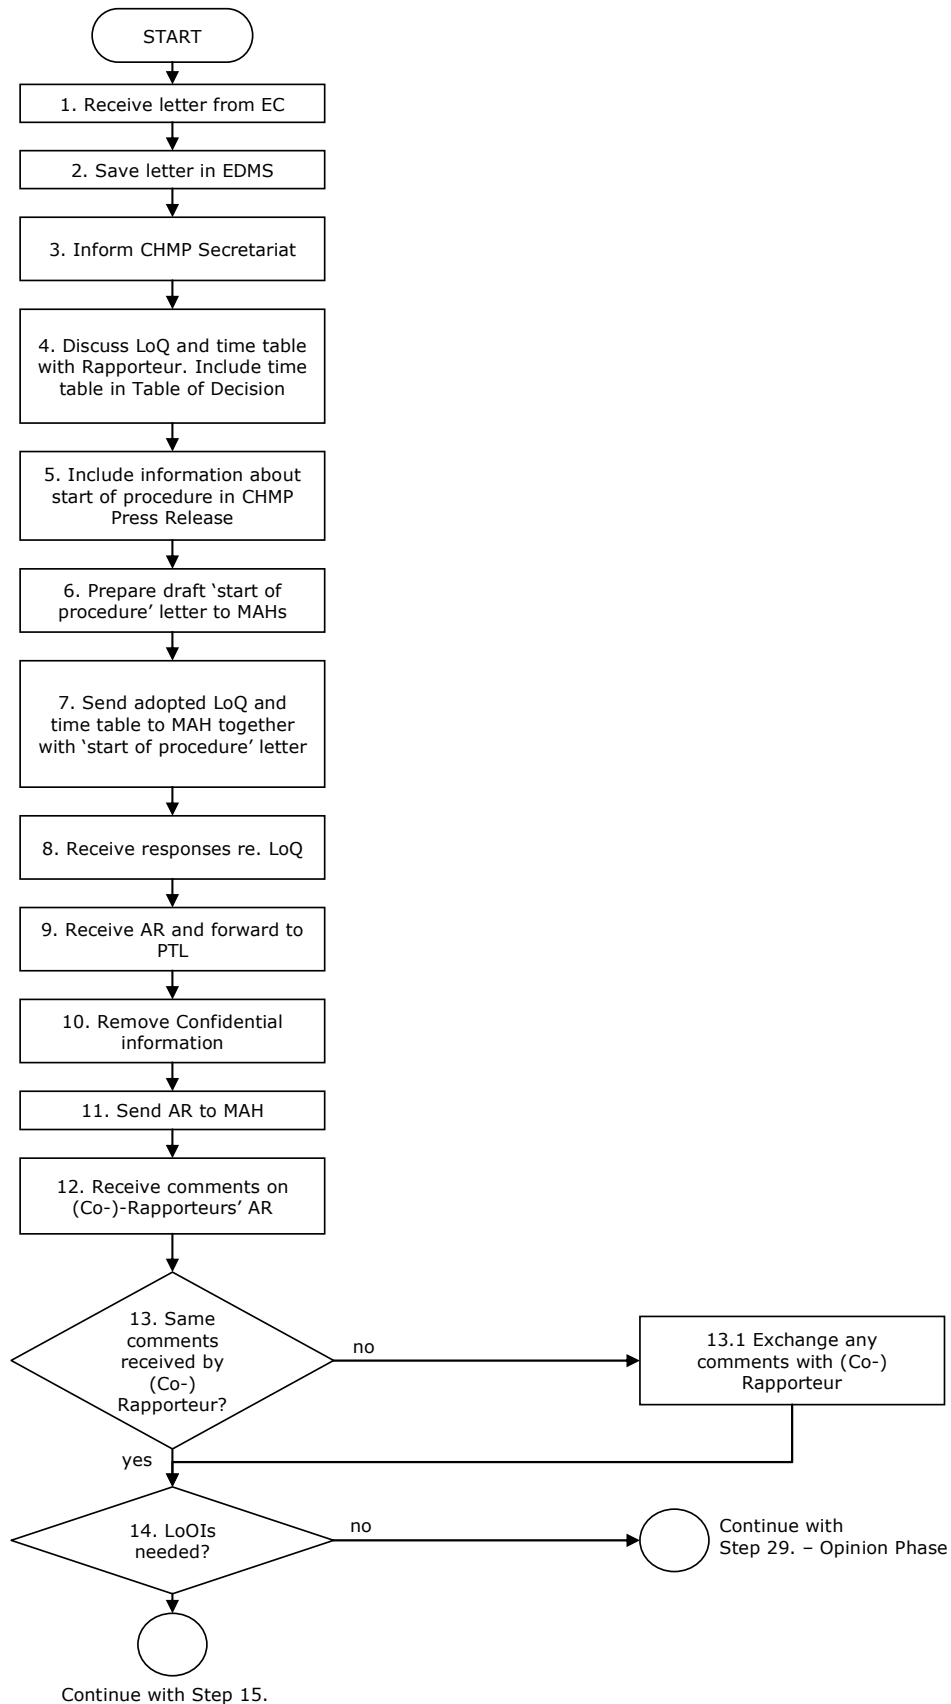 START
1. Receive letter from EC
2. Save letter in EDMS
3. Inform CHMP Secretariat
4. Discuss LoQ and time table
with Rapporteur. Include time
table in Table of Decision
5. Include information about
start of procedure in CHMP
Press Release
6. Prepare draft ‘start of
procedure’ letter to MAHs
7. Send adopted LoQ and
time table to MAH together
with ‘start of procedure’ letter
8. Receive responses re. LoQ
9. Receive AR and forward to
PTL
10. Remove Confidential
information
11. Send AR to MAH
12. Receive comments on
(Co-)-Rapporteurs’ AR
13. Same
comments
received by
(Co-)
Rapporteur?
no
13.1 Exchange any
comments with (Co-)
Rapporteur
yes
14. LoOIs
needed?
no
Continue with
Step 29. – Opinion Phase
Continue with Step 15.